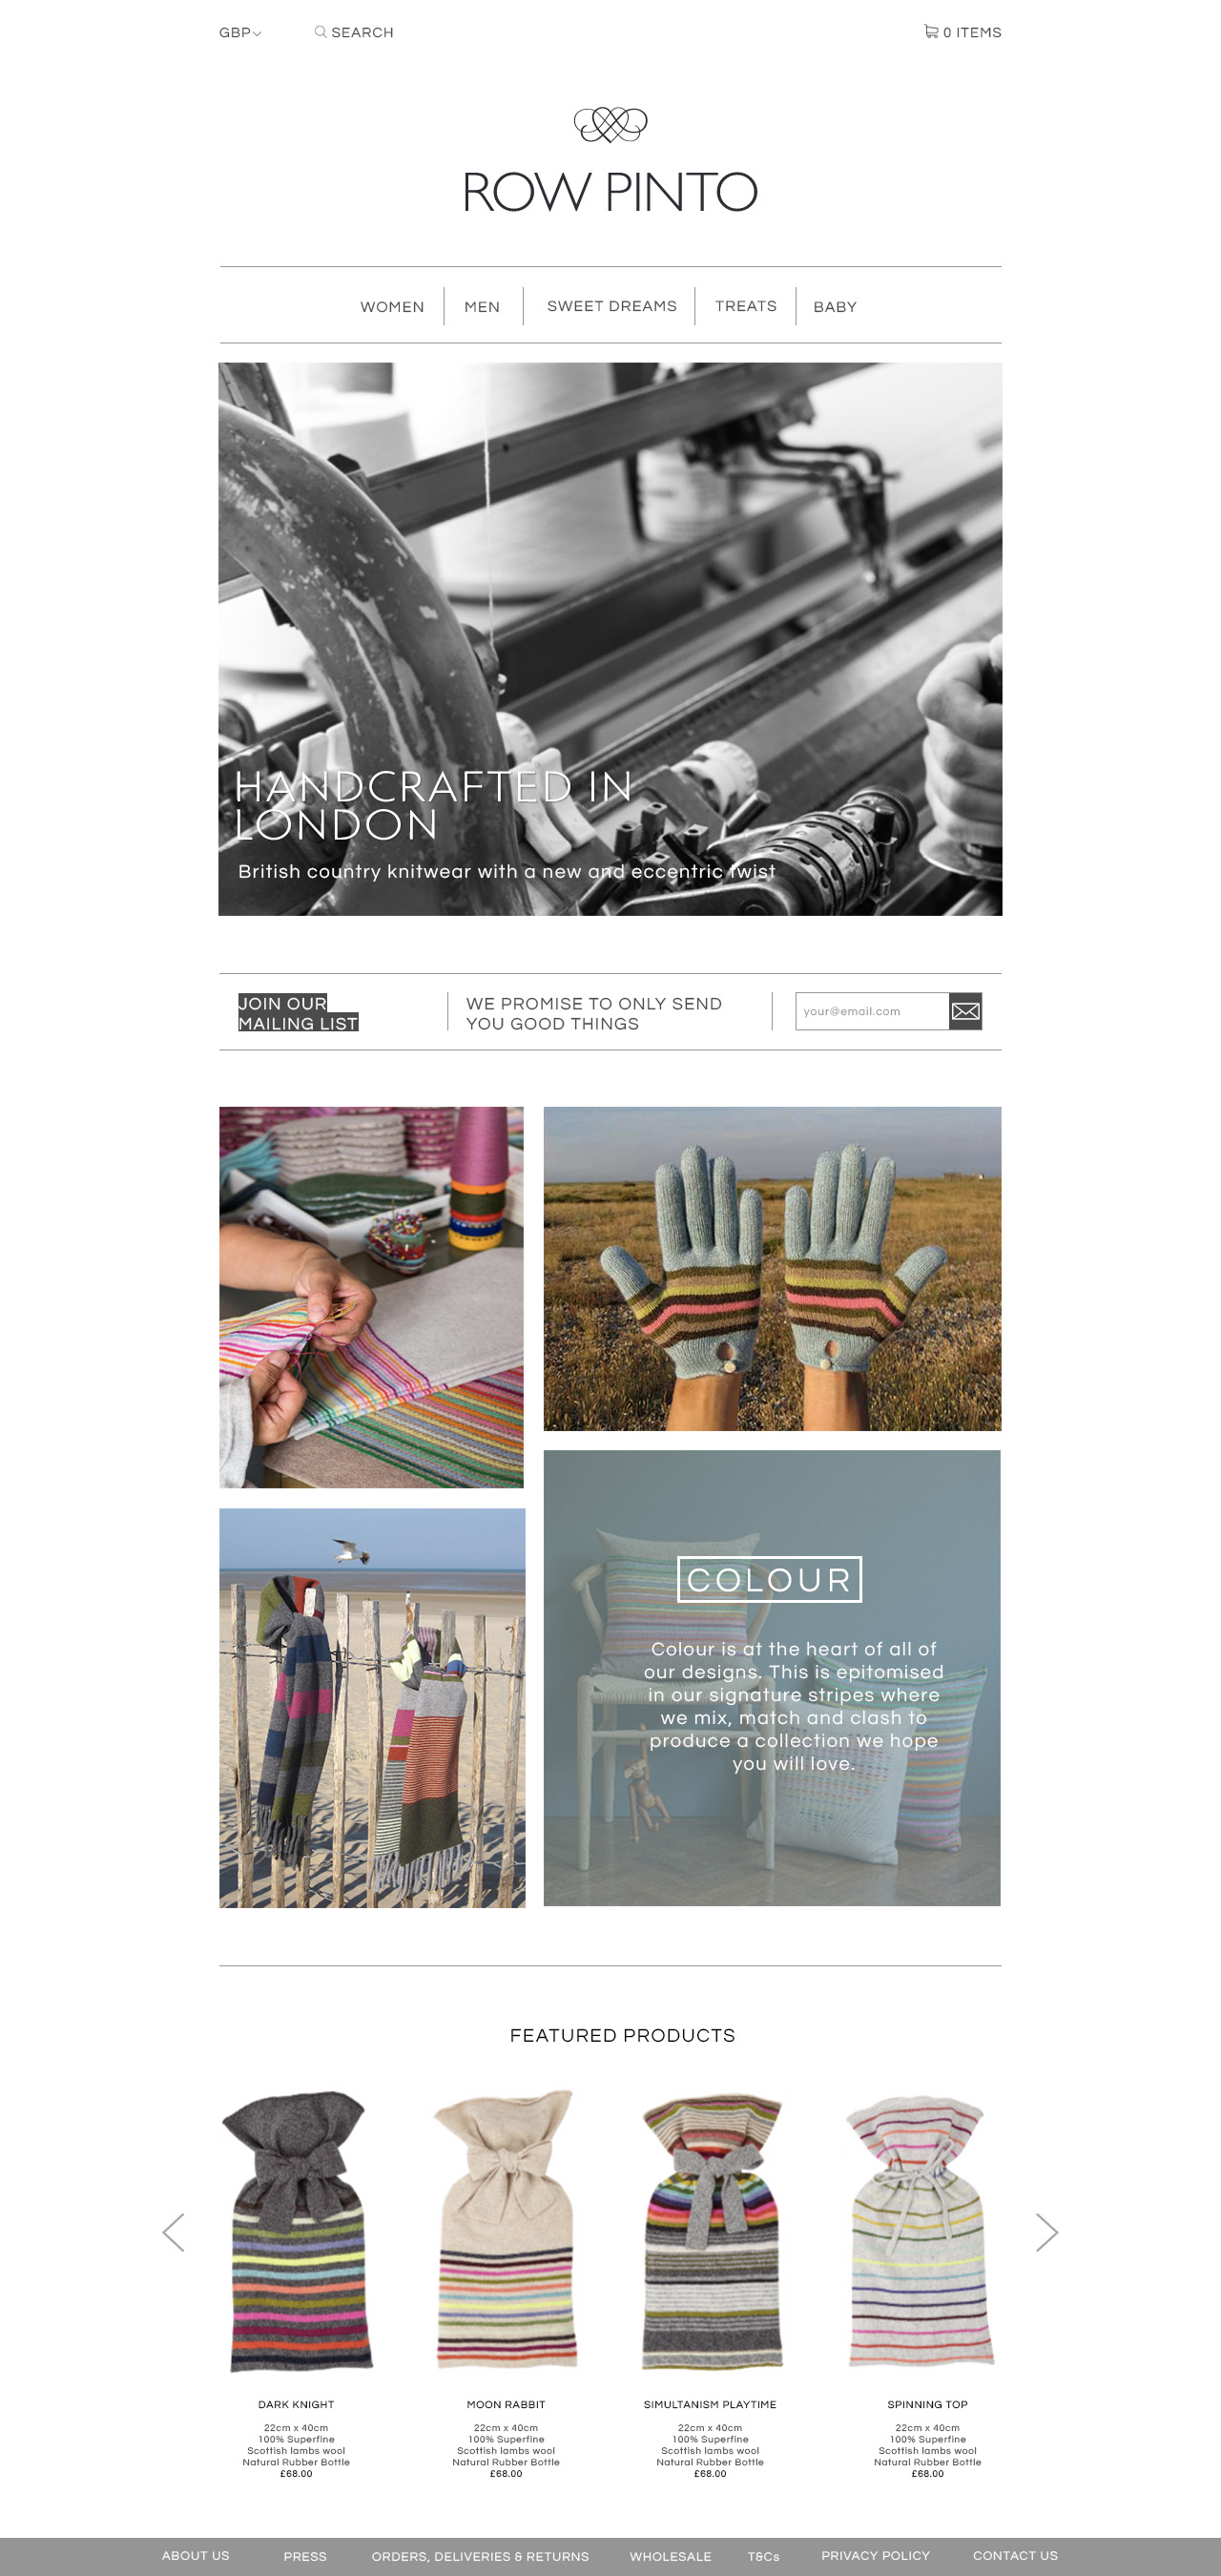 GBP
SEARCH
0 ITEMS
ROW PINTO
WOMEN
MEN
SWEET DREAMS
TREATS
BABY
HANDCRAFTED IN
LONDON
British country knitwear with a new and eccentric twist
JOIN OUR
MAILING LIST
WE PROMISE TO ONLY SEND
YOU GOOD THINGS
your@email.com
COLOUR
Colour is at the heart of all of
our designs. This is epitomised
in our signature stripes where
we mix, match and clash to
produce a collection we hope
you will love.
FEATURED PRODUCTS
DARK KNIGHT
22cm x 40cm
100% Superfine
Scottish lambs wool
Natural Rubber Bottle
£68.00
MOON RABBIT
22cm x 40cm
100% Superfine
Scottish lambs wool
Natural Rubber Bottle
£68.00
SIMULTANISM PLAYTIME
22cm x 40cm
100% Superfine
Scottish lambs wool
Natural Rubber Bottle
£68.00
SPINNING TOP
22cm x 40cm
100% Superfine
Scottish lambs wool
Natural Rubber Bottle
£68.00
ABOUT US
PRESS
ORDERS, DELIVERIES & RETURNS
WHOLESALE
T&Cs
PRIVACY POLICY
CONTACT US